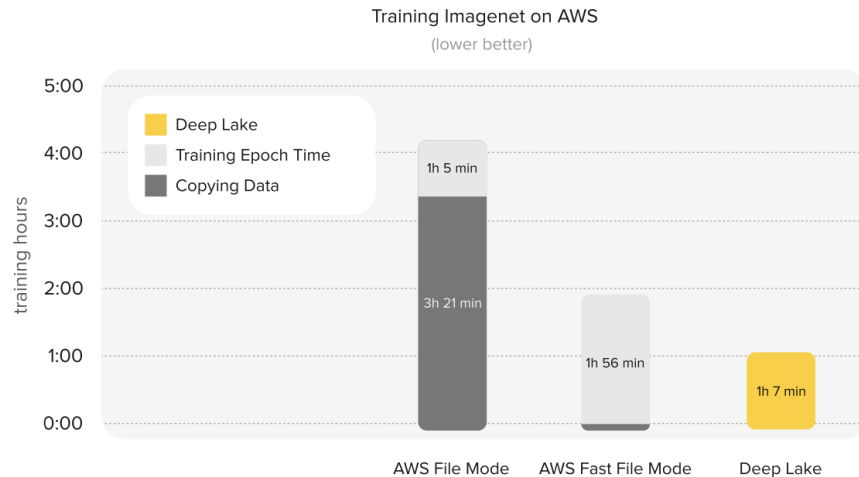 Training Imagenet on AWS
(lower better)
5:00
4:00
3:00
2:00
1:00
0:00
training hours
Deep Lake
Training Epoch Time
Copying Data
1h 5 min
3h 21 min
1h 56 min
1h 7 min
AWS File Mode
AWS Fast File Mode
Deep Lake